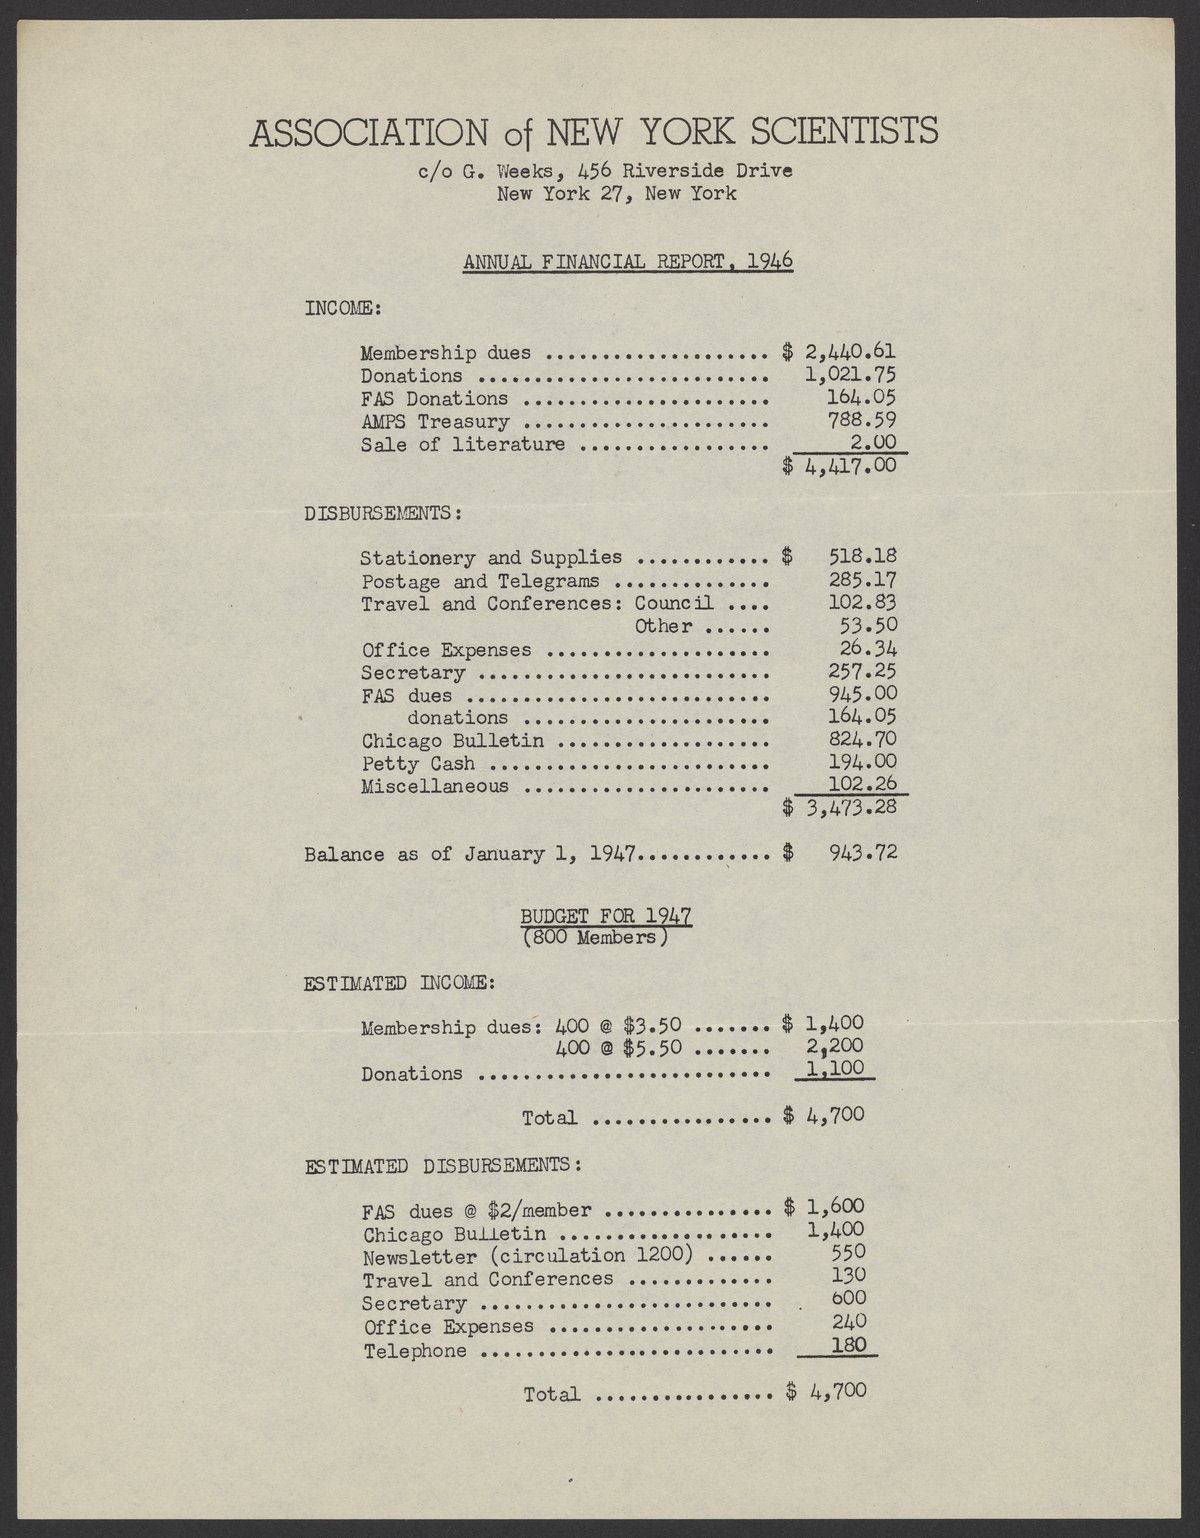 ASSOCIATION of NEW YORK SCIENTISTS
c/o G. Weeks, 456 Riverside Drive
New York 27, New York
ANNUAL FINANCIAL REPORT, 1946
INCOME:
Membership dues .................... $ 2,440.61
Donations .......................... 1,021.75
FAS Donations ...................... 164.05
AMPS Treasury ...................... 788.59
Sale of literature ................. 2.00
$ 4,417.00
DISBURSEMENTS:
Stationery and Supplies ............ $ 518.18
Postage and Telegrams .............. 285.17
Travel and Conferences: Council .... 102.83
Other ...... 53.50
Office Expenses .................... 26.34
Secretary .......................... 257.25
FAS dues ........................... 945.00
donations ...................... 164.05
Chicago Bulletin ................... 824.70
Petty Cash ......................... 194.00
Miscellaneous ...................... 102.26
$ 3,473.28
Balance as of January 1, 1947............ $ 943.72
BUDGET FOR 1947
(800 Members)
ESTIMATED INCOME:
Membership dues: 400 @ $3.50 ....... $ 1,400
400 @ $5.50 ....... 2,200
Donations .......................... 1,100
Total ................ $ 4,700
ESTIMATED DISBURSEMENTS:
FAS dues @ $2/member ............... $ 1,600
Chicago Bulletin ................... 1,400
Newsletter (circulation 1200) ...... 550
Travel and Conferences ............. 130
Secretary .......................... 600
Office Expenses .................... 240
Telephone .......................... 180
Total ................ $ 4,700